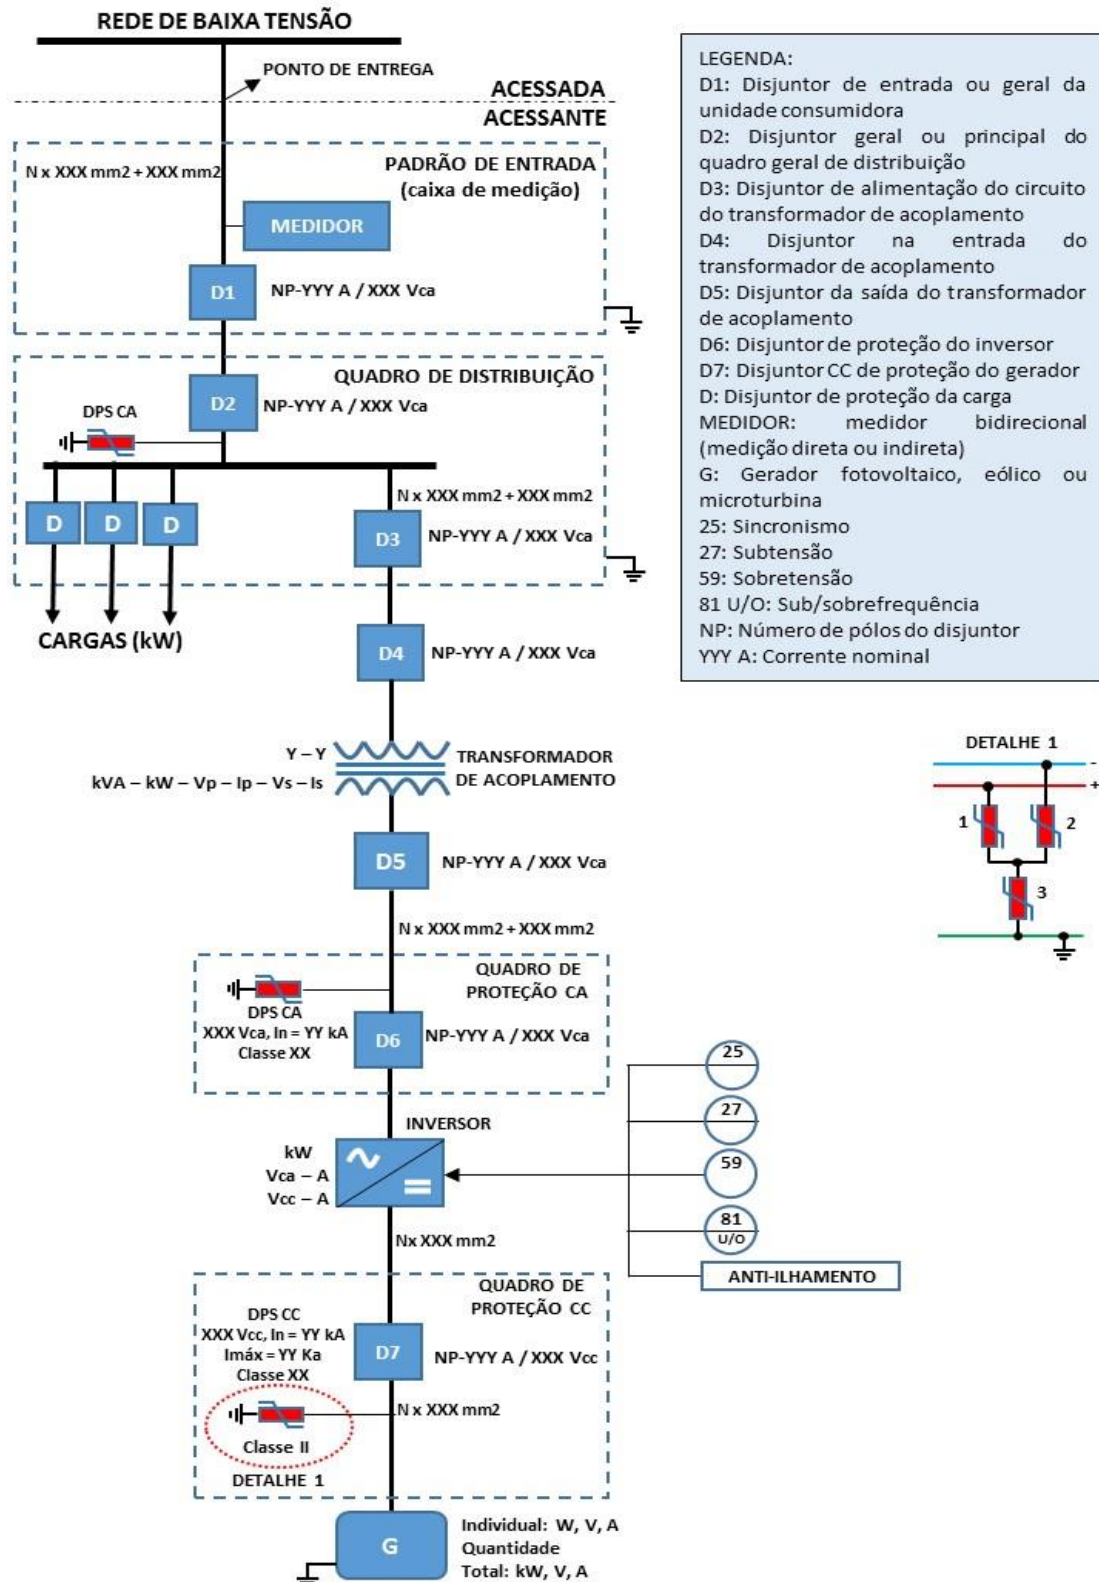 REDE DE BAIXA TENSÃO
PONTO DE ENTREGA
ACESSADA
ACESSANTE
PADRÃO DE ENTRADA
(caixa de medição)
N x XXX mm2 + XXX mm2
MEDIDOR
D1
NP-YYY A / XXX Vca
QUADRO DE DISTRIBUIÇÃO
D2
NP-YYY A / XXX Vca
DPS CA
N x XXX mm2 + XXX mm2
D
D
D
D3
NP-YYY A / XXX Vca
CARGAS (kW)
D4
NP-YYY A / XXX Vca
Y – Y
kVA – kW – Vp – Ip – Vs – Is
TRANSFORMADOR
DE ACOPLAMENTO
D5
NP-YYY A / XXX Vca
N x XXX mm2 + XXX mm2
QUADRO DE
PROTEÇÃO CA
DPS CA
XXX Vca, In = YY kA
Classe XX
D6
NP-YYY A / XXX Vca
INVERSOR
kW
Vca – A
Vcc – A
25
27
59
81
U/O
ANTI-ILHAMENTO
Nx XXX mm2
QUADRO DE
PROTEÇÃO CC
DPS CC
XXX Vcc, In = YY kA
Imáx = YY Ka
Classe XX
D7
NP-YYY A / XXX Vcc
N x XXX mm2
Classe II
DETALHE 1
G
Individual: W, V, A
Quantidade
Total: kW, V, A
LEGENDA:
D1: Disjuntor de entrada ou geral da
unidade consumidora
D2: Disjuntor geral ou principal do
quadro geral de distribuição
D3: Disjuntor de alimentação do circuito
do transformador de acoplamento
D4: Disjuntor na entrada do
transformador de acoplamento
D5: Disjuntor da saída do transformador
de acoplamento
D6: Disjuntor de proteção do inversor
D7: Disjuntor CC de proteção do gerador
D: Disjuntor de proteção da carga
MEDIDOR: medidor bidirecional
(medição direta ou indireta)
G: Gerador fotovoltaico, eólico ou
microturbina
25: Sincronismo
27: Subtensão
59: Sobretensão
81 U/O: Sub/sobrefrequência
NP: Número de pólos do disjuntor
YYY A: Corrente nominal
DETALHE 1
-
+
1
2
3